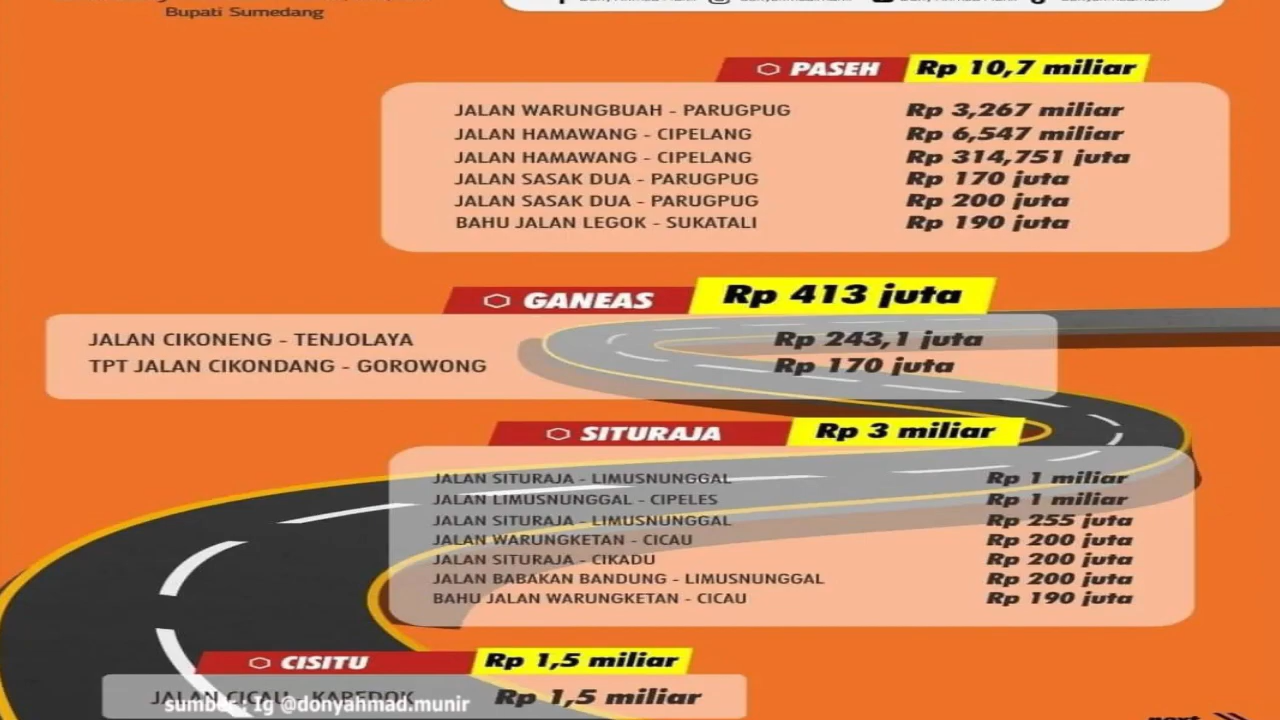 Bupati Sumedang
PASEH Rp 10,7 miliar
JALAN WARUNGBUAH - PARUGPUG Rp 3,267 miliar
JALAN HAMAWANG - CIPELANG Rp 6,547 miliar
JALAN HAMAWANG - CIPELANG Rp 314,751 juta
JALAN SASAK DUA - PARUGPUG Rp 170 juta
JALAN SASAK DUA - PARUGPUG Rp 200 juta
BAHU JALAN LEGOK - SUKATALI Rp 190 juta
GANEAS Rp 413 juta
JALAN CIKONENG - TENJOLAYA Rp 243,1 juta
TPT JALAN CIKONDANG - GOROWONG Rp 170 juta
SITURAJA Rp 3 miliar
JALAN SITURAJA - LIMUSNUNGGAL Rp 1 miliar
JALAN LIMUSNUNGGAL - CIPELES Rp 1 miliar
JALAN SITURAJA - LIMUSNUNGGAL Rp 255 juta
JALAN WARUNGKETAN - CICAU Rp 200 juta
JALAN SITURAJA - CIKADU Rp 200 juta
JALAN BABAKAN BANDUNG - LIMUSNUNGGAL Rp 200 juta
BAHU JALAN WARUNGKETAN - CICAU Rp 190 juta
CISITU Rp 1,5 miliar
JALAN CICAU - KAREDOK Rp 1,5 miliar
sumber : Ig @donyahmad.munir